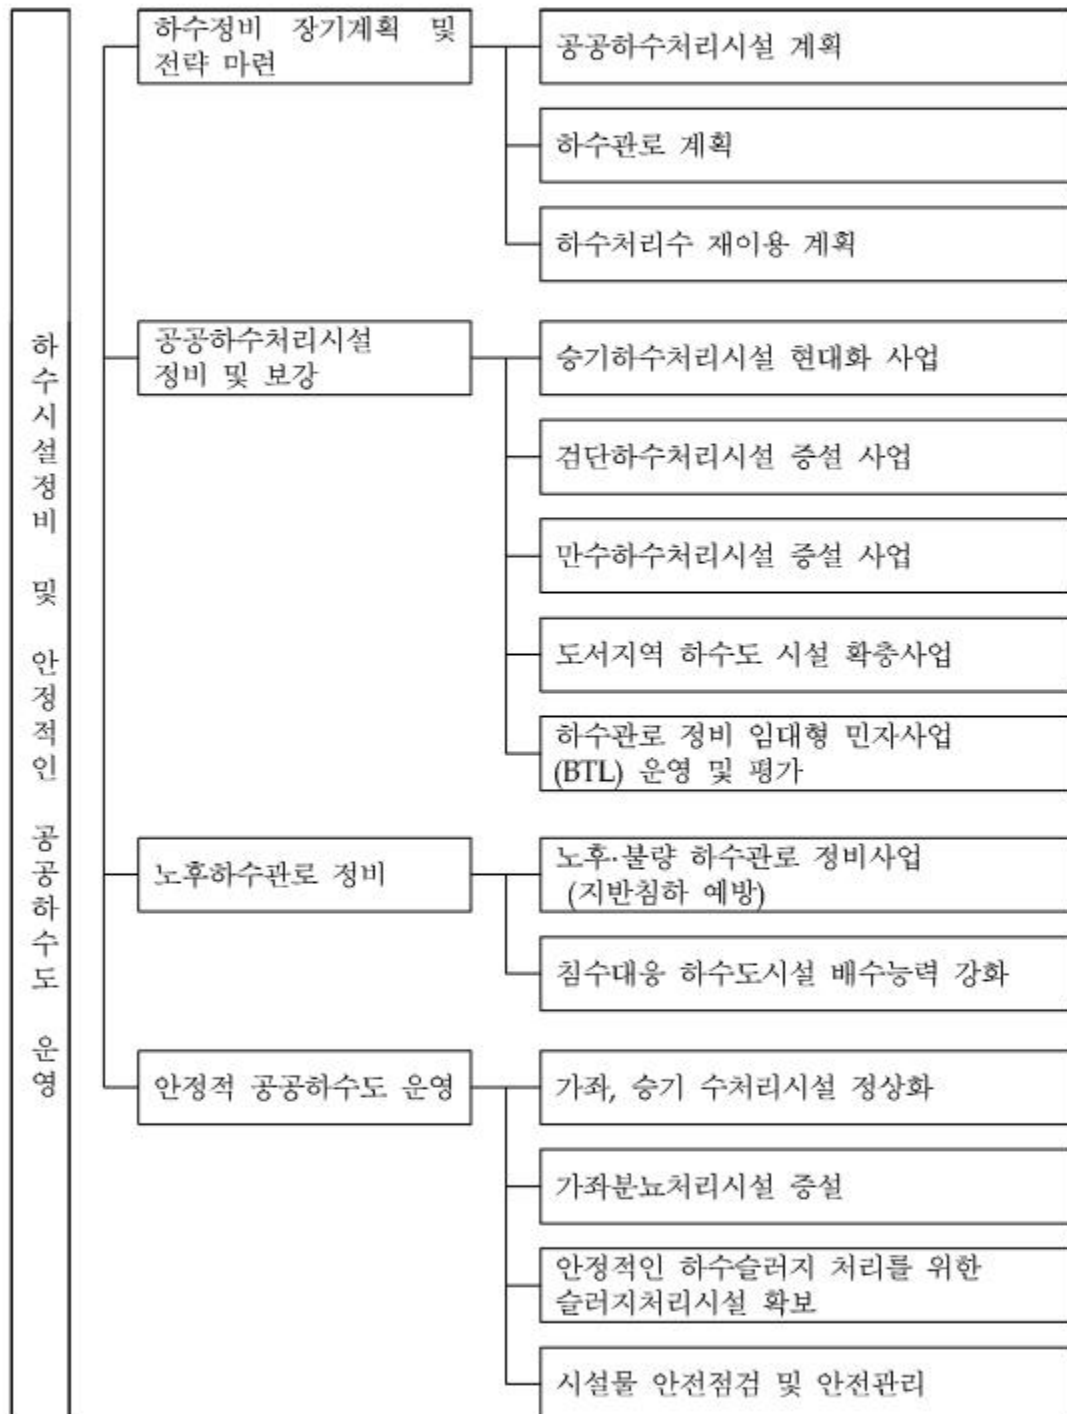 하수시설정비 및 안정적인 공공하수도 운영
하수정비 장기계획 및
전략 마련
공공하수처리시설 계획
하수관로 계획
하수처리수 재이용 계획
공공하수처리시설
정비 및 보강
승기하수처리시설 현대화 사업
검단하수처리시설 증설 사업
만수하수처리시설 증설 사업
도서지역 하수도 시설 확충사업
하수관로 정비 임대형 민자사업
(BTL) 운영 및 평가
노후하수관로 정비
노후·불량 하수관로 정비사업
(지반침하 예방)
침수대응 하수도시설 배수능력 강화
안정적 공공하수도 운영
가좌, 승기 수처리시설 정상화
가좌분뇨처리시설 증설
안정적인 하수슬러지 처리를 위한
슬러지처리시설 확보
시설물 안전점검 및 안전관리